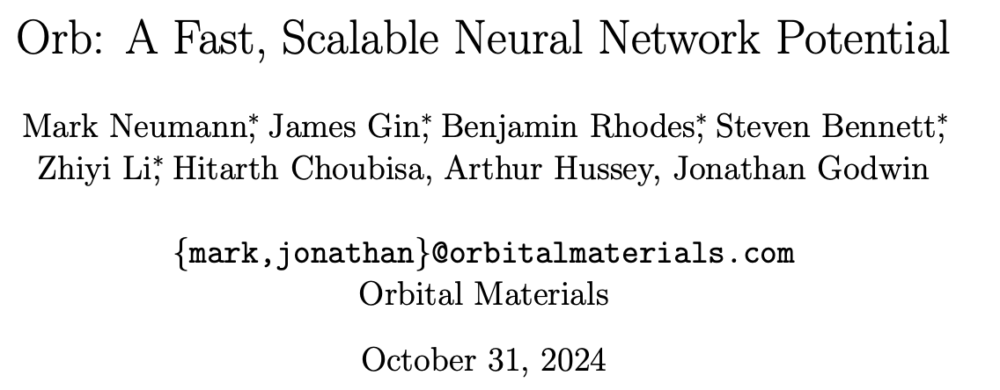 Orb: A Fast, Scalable Neural Network Potential
Mark Neumann*, James Gin*, Benjamin Rhodes*, Steven Bennett*,
Zhiyi Li*, Hitarth Choubisa, Arthur Hussey, Jonathan Godwin
{mark,jonathan}@orbitalmaterials.com
Orbital Materials
October 31, 2024